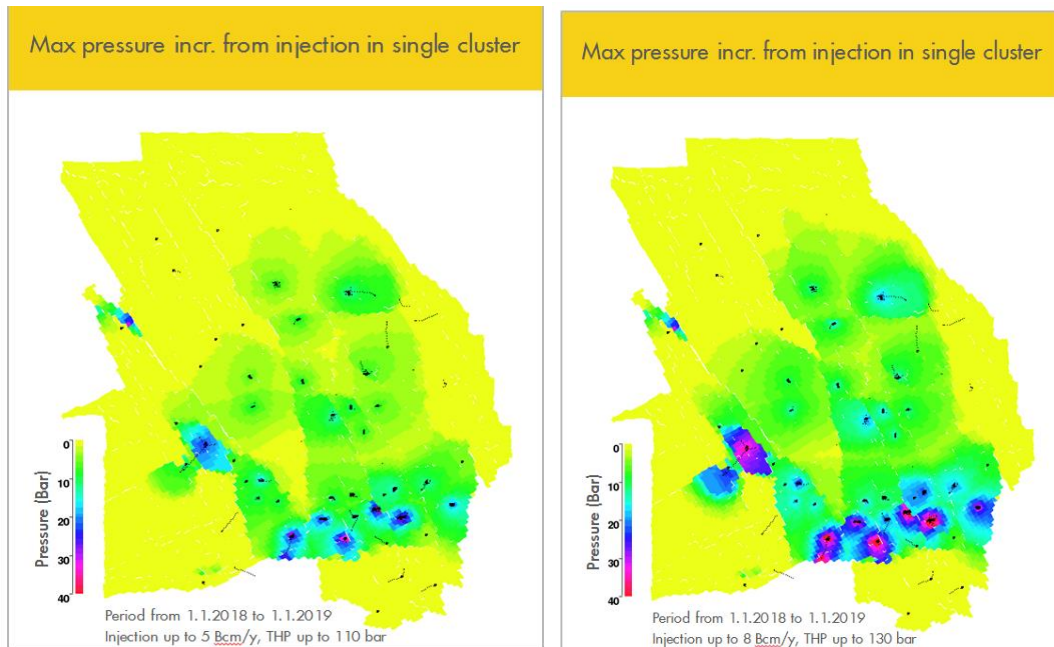 Max pressure incr. from injection in single cluster
0
10
20
30
40
Pressure (Bar)
Period from 1.1.2018 to 1.1.2019
Injection up to 5 Bcm/y, THP up to 110 bar
Max pressure incr. from injection in single cluster
0
10
20
30
40
Pressure (Bar)
Period from 1.1.2018 to 1.1.2019
Injection up to 8 Bcm/y, THP up to 130 bar